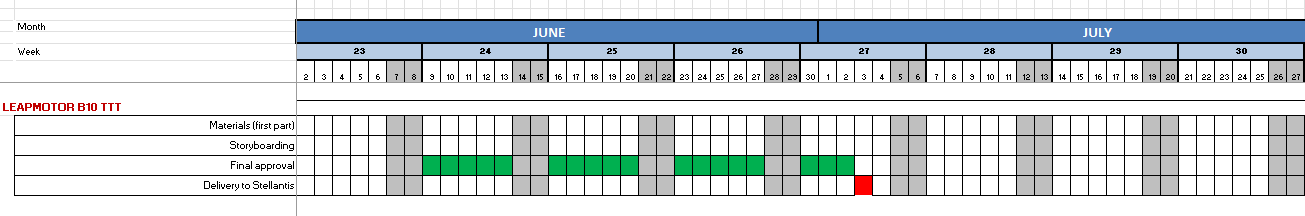 Month JUNE JULY
Week 23 24 25 26 27 28 29 30
2 3 4 5 6 7 8 9 10 11 12 13 14 15 16 17 18 19 20 21 22 23 24 25 26 27 28 29 30 1 2 3 4 5 6 7 8 9 10 11 12 13 14 15 16 17 18 19 20 21 22 23 24 25 26 27
LEAPMOTOR B10 TTT
Materials (first part)
Storyboarding
Final approval
Delivery to Stellantis